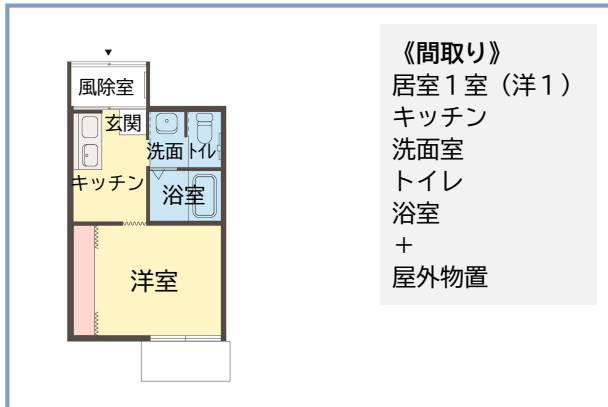 風除室
玄関
洗面
トイレ
キッチン
浴室
洋室
《間取り》
居室１室（洋１）
キッチン
洗面室
トイレ
浴室
＋
屋外物置